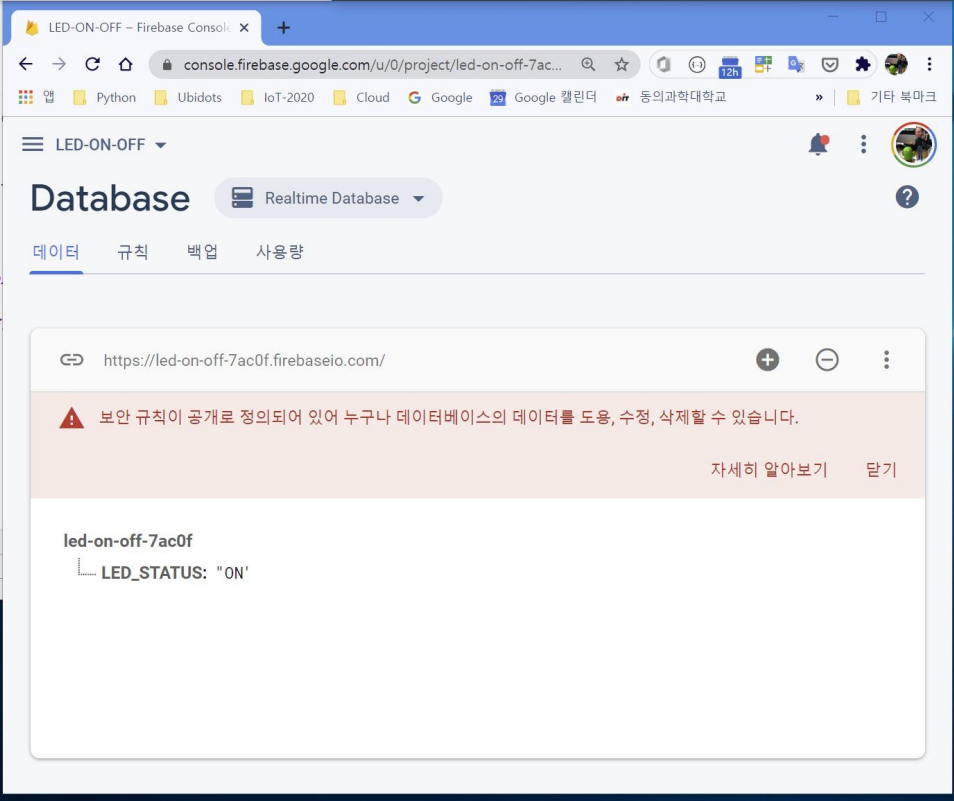 LED-ON-OFF – Firebase Console
console.firebase.google.com/u/0/project/led-on-off-7ac...
12h
앱 Python Ubidots IoT-2020 Cloud G Google 29 Google 캘린더 DIT 동의과학대학교 » 기타 북마크
LED-ON-OFF
Database Realtime Database
데이터 규칙 백업 사용량
https://led-on-off-7ac0f.firebaseio.com/
보안 규칙이 공개로 정의되어 있어 누구나 데이터베이스의 데이터를 도용, 수정, 삭제할 수 있습니다.
자세히 알아보기 닫기
led-on-off-7ac0f
LED_STATUS: "ON'